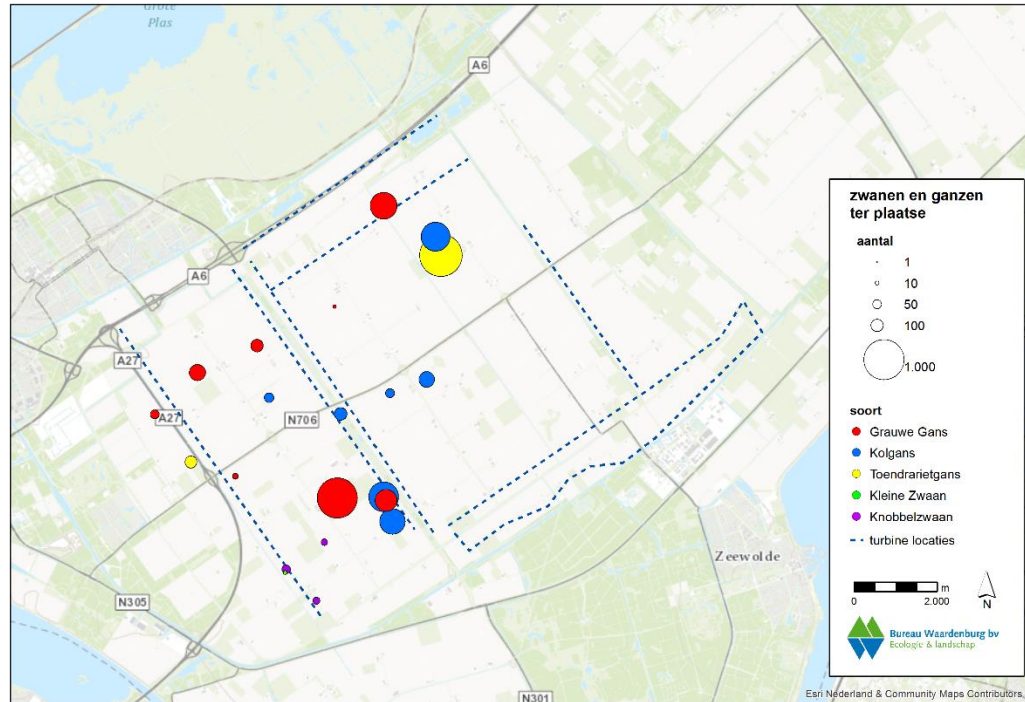 Grote
Plas
A6
A6
A27
A27
N706
N305
N301
Zeewolde
zwanen en ganzen
ter plaatse
aantal
1
10
50
100
1.000
soort
Grauwe Gans
Kolgans
Toendrarietgans
Kleine Zwaan
Knobbelzwaan
turbine locaties
m
0 2.000
N
Bureau Waardenburg bv
Ecologie & landschap
Esri Nederland & Community Maps Contributors,